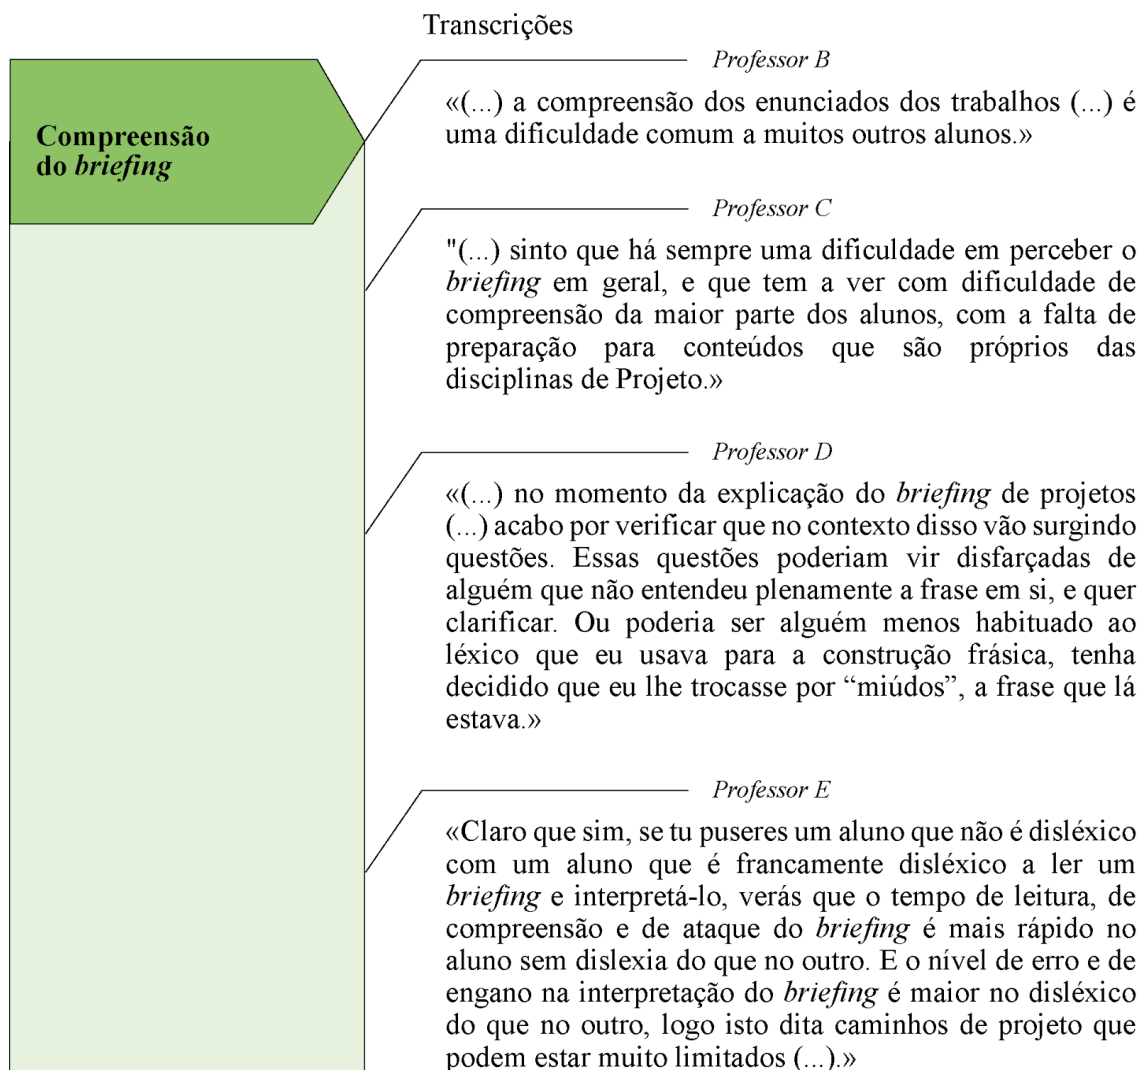 Transcrições
Compreensão
do briefing
Professor B
«(...) a compreensão dos enunciados dos trabalhos (...) é
uma dificuldade comum a muitos outros alunos.»
Professor C
"(...) sinto que há sempre uma dificuldade em perceber o
briefing em geral, e que tem a ver com dificuldade de
compreensão da maior parte dos alunos, com a falta de
preparação para conteúdos que são próprios das
disciplinas de Projeto.»
Professor D
«(...) no momento da explicação do briefing de projetos
(...) acabo por verificar que no contexto disso vão surgindo
questões. Essas questões poderiam vir disfarçadas de
alguém que não entendeu plenamente a frase em si, e quer
clarificar. Ou poderia ser alguém menos habituado ao
léxico que eu usava para a construção frásica, tenha
decidido que eu lhe trocasse por “miúdos”, a frase que lá
estava.»
Professor E
«Claro que sim, se tu puseres um aluno que não é disléxico
com um aluno que é francamente disléxico a ler um
briefing e interpretá-lo, verás que o tempo de leitura, de
compreensão e de ataque do briefing é mais rápido no
aluno sem dislexia do que no outro. E o nível de erro e de
engano na interpretação do briefing é maior no disléxico
do que no outro, logo isto dita caminhos de projeto que
podem estar muito limitados (...).»